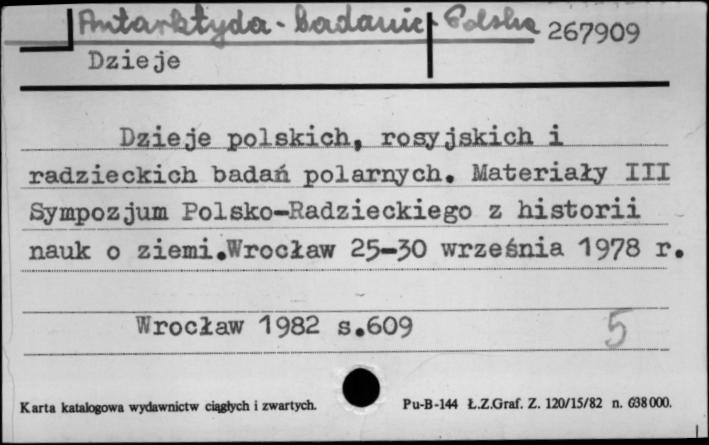 Antarktyda - badanie Polska 267909
Dzieje
Dzieje polskich, rosyjskich i
radzieckich badań polarnych. Materiały III
Sympozjum Polsko-Radzieckiego z historii
nauk o ziemi.Wrocław 25-30 września 1978 r.
Wrocław 1982 s.609 5
Karta katalogowa wydawnictw ciągłych i zwartych. Pu-B-144 Ł.Z.Graf. Z. 120/15/82 n. 638000.